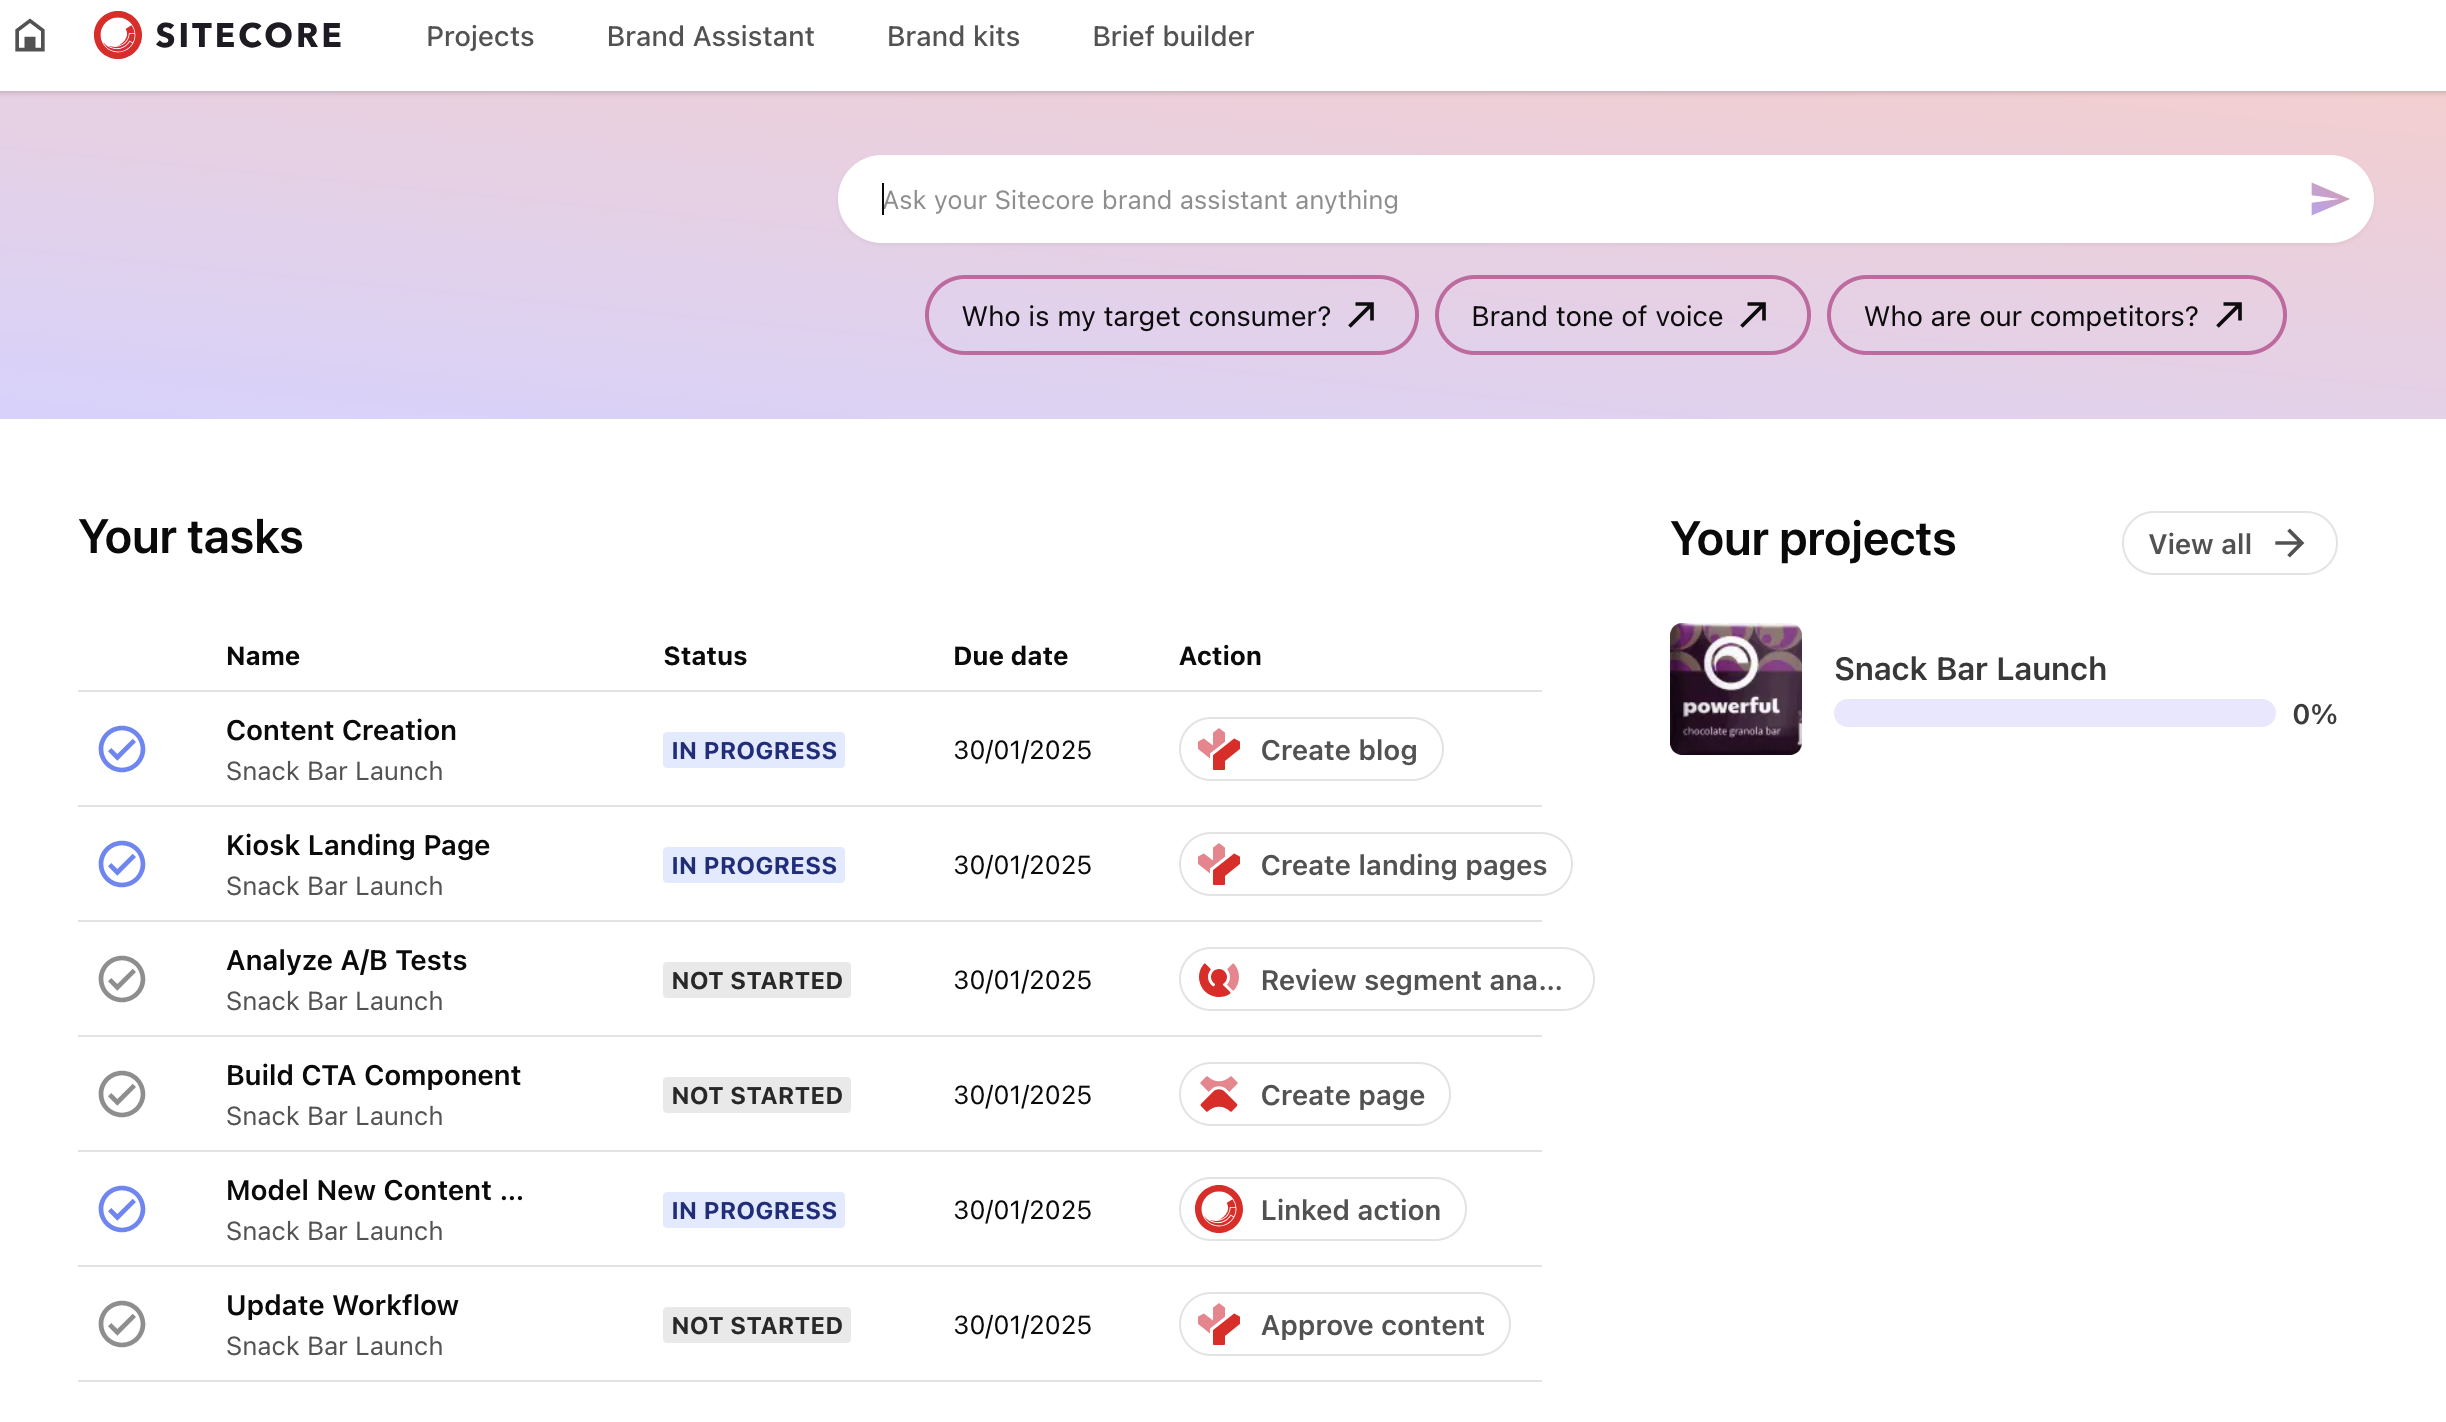 SITECORE
Projects
Brand Assistant
Brand kits
Brief builder
Ask your Sitecore brand assistant anything
Who is my target consumer?
Brand tone of voice
Who are our competitors?
Your tasks
Name Status Due date Action
Content Creation
Snack Bar Launch
IN PROGRESS
30/01/2025
Create blog
Kiosk Landing Page
Snack Bar Launch
IN PROGRESS
30/01/2025
Create landing pages
Analyze A/B Tests
Snack Bar Launch
NOT STARTED
30/01/2025
Review segment ana...
Build CTA Component
Snack Bar Launch
NOT STARTED
30/01/2025
Create page
Model New Content ...
Snack Bar Launch
IN PROGRESS
30/01/2025
Linked action
Update Workflow
Snack Bar Launch
NOT STARTED
30/01/2025
Approve content
Your projects
View all
powerful
chocolate granola bar
Snack Bar Launch
0%